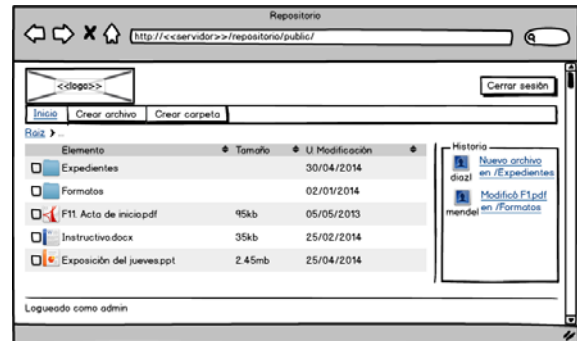 Repositorio
http://<<servidor>>/repositorio/public/
<<logo>>
Cerrar sesión
Inicio Crear archivo Crear carpeta
Raiz > ..
Elemento Tamaño U. Modificación
Expedientes 30/04/2014
Formatos 02/01/2014
F11. Acta de inicio.pdf 95kb 05/05/2013
Instructivo.docx 35kb 25/02/2014
Exposición del jueves.ppt 2.45mb 25/04/2014
Historia
Nuevo archivo
en /Expedientes
diazl
Modificó F1.pdf
en /Formatos
mendel
Logueado como admin